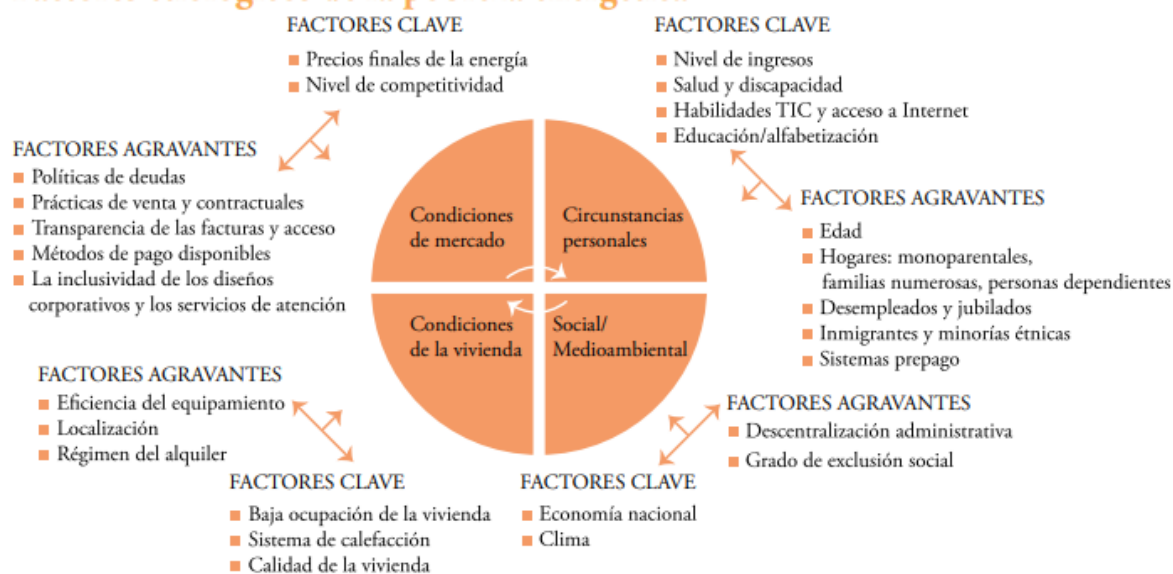 FACTORES CLAVE
Precios finales de la energía
Nivel de competitividad
FACTORES CLAVE
Nivel de ingresos
Salud y discapacidad
Habilidades TIC y acceso a Internet
Educación/alfabetización
FACTORES AGRAVANTES
Políticas de deudas
Prácticas de venta y contractuales
Transparencia de las facturas y acceso
Métodos de pago disponibles
La inclusividad de los diseños
corporativos y los servicios de atención
Condiciones
de mercado
Circunstancias
personales
FACTORES AGRAVANTES
Edad
Hogares: monoparentales,
familias numerosas, personas dependientes
Desempleados y jubilados
Inmigrantes y minorías étnicas
Sistemas prepago
Condiciones
de la vivienda
Social/
Medioambiental
FACTORES AGRAVANTES
Eficiencia del equipamiento
Localización
Régimen del alquiler
FACTORES AGRAVANTES
Descentralización administrativa
Grado de exclusión social
FACTORES CLAVE
Baja ocupación de la vivienda
Sistema de calefacción
Calidad de la vivienda
FACTORES CLAVE
Economía nacional
Clima